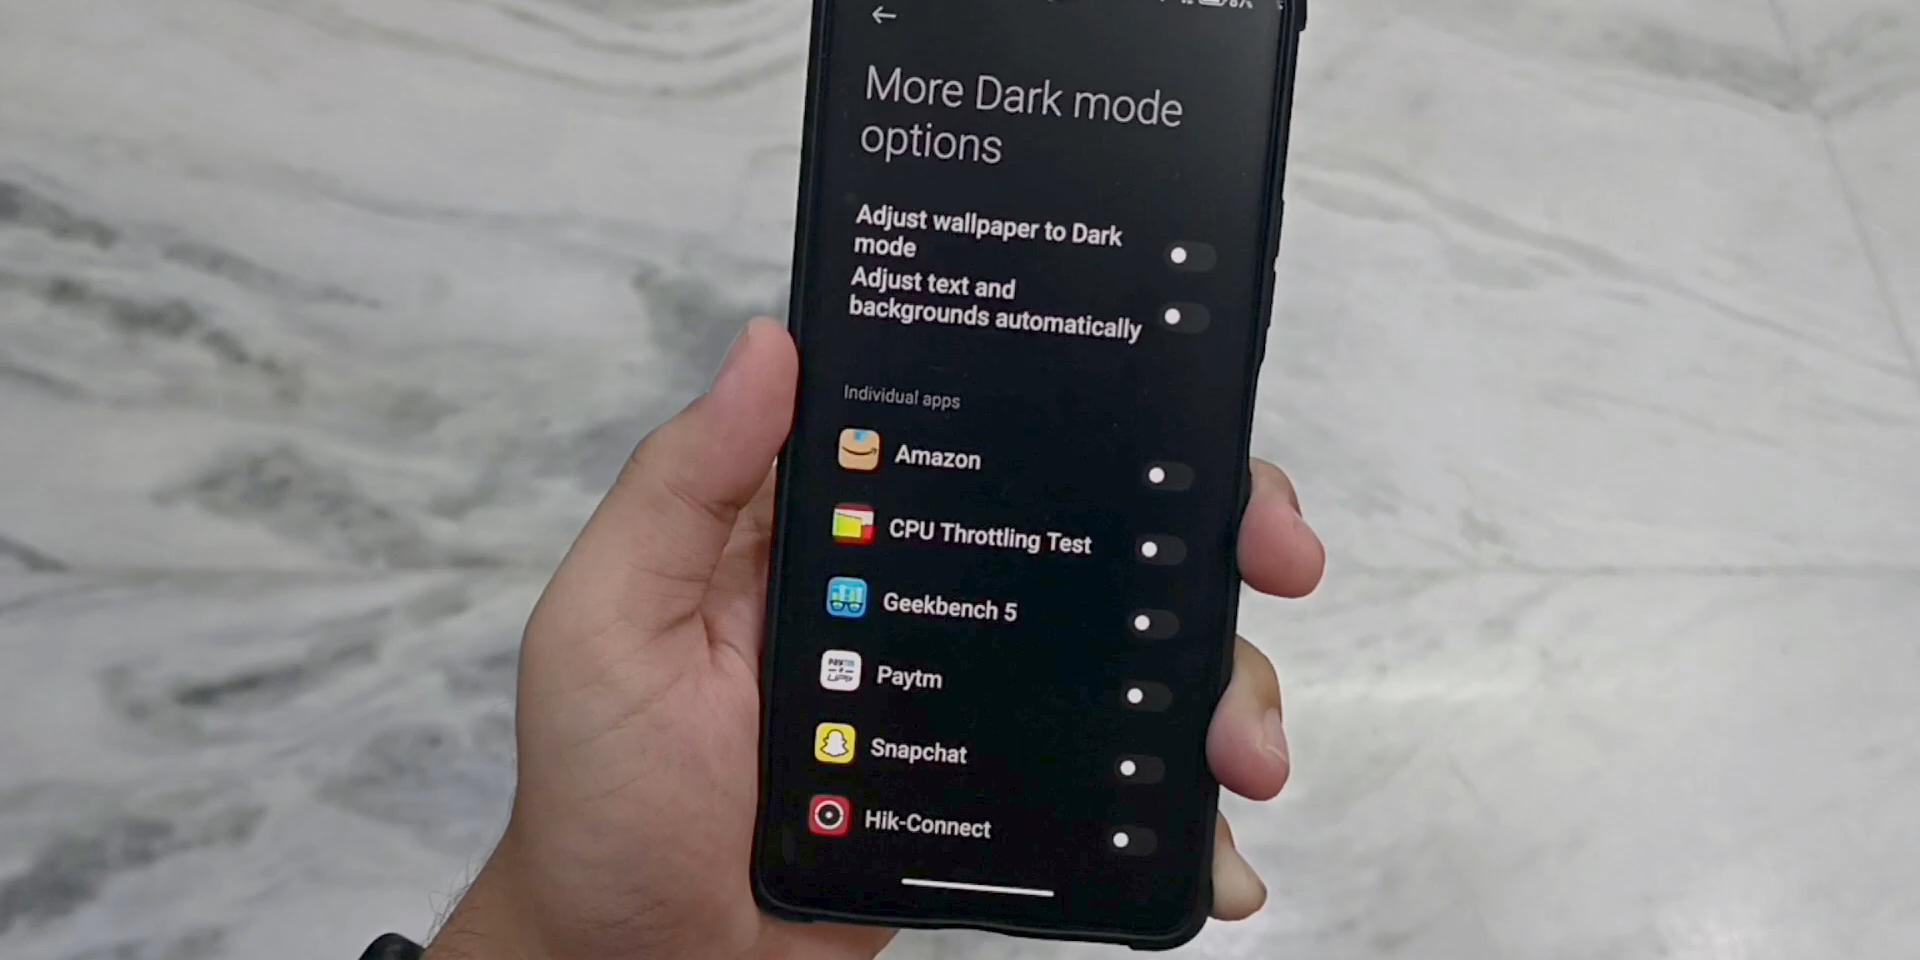 More Dark mode
options
Adjust wallpaper to Dark
mode
Adjust text and
backgrounds automatically
Individual apps
Amazon
CPU Throttling Test
Geekbench 5
Paytm
Snapchat
Hik-Connect